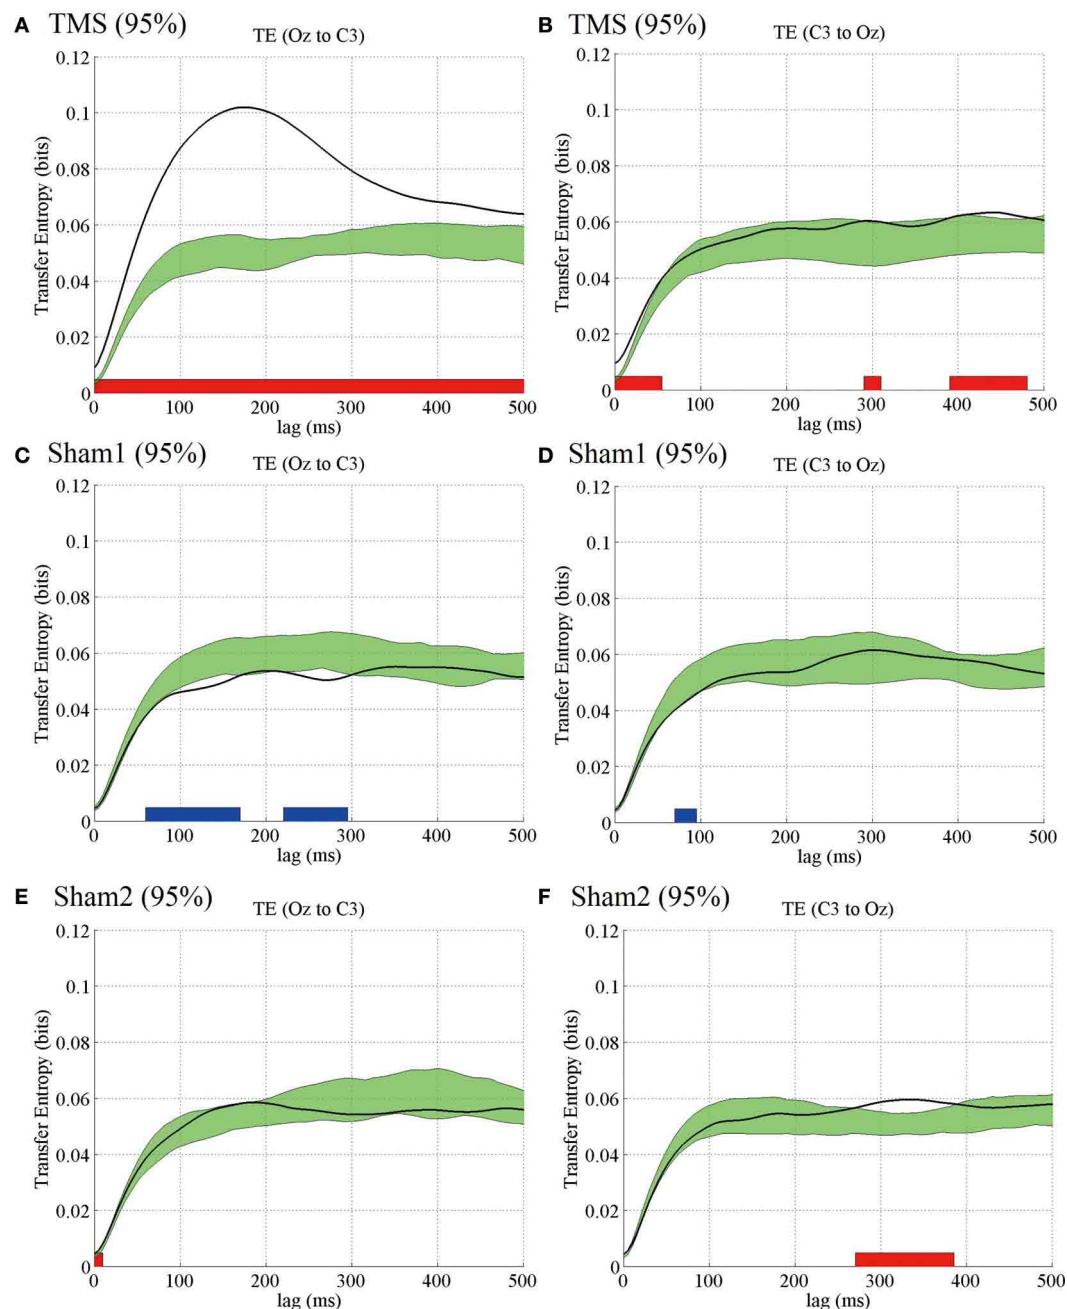 A TMS (95%)
TE (Oz to C3)
Transfer Entropy (bits)
0.12
0.1
0.08
0.06
0.04
0.02
0
0 100 200 300 400 500
lag (ms)
B TMS (95%)
TE (C3 to Oz)
Transfer Entropy (bits)
0.12
0.1
0.08
0.06
0.04
0.02
0
0 100 200 300 400 500
lag (ms)
C Sham1 (95%)
TE (Oz to C3)
Transfer Entropy (bits)
0.12
0.1
0.08
0.06
0.04
0.02
0
0 100 200 300 400 500
lag (ms)
D Sham1 (95%)
TE (C3 to Oz)
Transfer Entropy (bits)
0.12
0.1
0.08
0.06
0.04
0.02
0
0 100 200 300 400 500
lag (ms)
E Sham2 (95%)
TE (Oz to C3)
Transfer Entropy (bits)
0.12
0.1
0.08
0.06
0.04
0.02
0
0 100 200 300 400 500
lag (ms)
F Sham2 (95%)
TE (C3 to Oz)
Transfer Entropy (bits)
0.12
0.1
0.08
0.06
0.04
0.02
0
0 100 200 300 400 500
lag (ms)